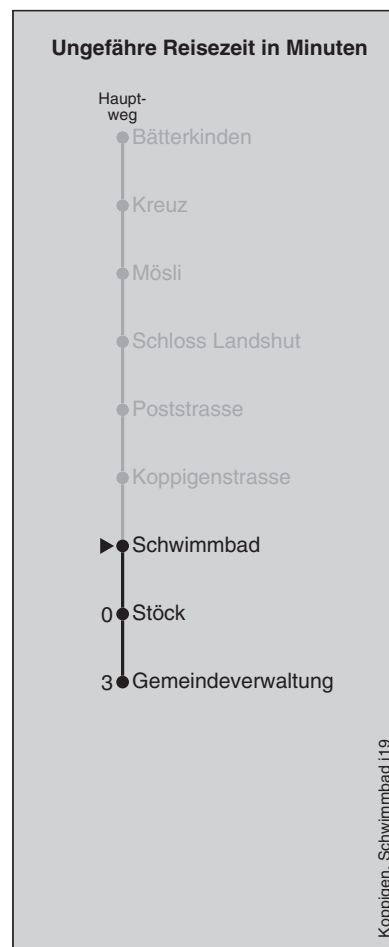 Ungefähre Reisezeit in Minuten
Haupt-
weg
Bätterkinden
Kreuz
Mösli
Schloss Landshut
Poststrasse
Koppigenstrasse
Schwimmbad
0 Stöck
3 Gemeindeverwaltung
Koppigen, Schwimmbad j19